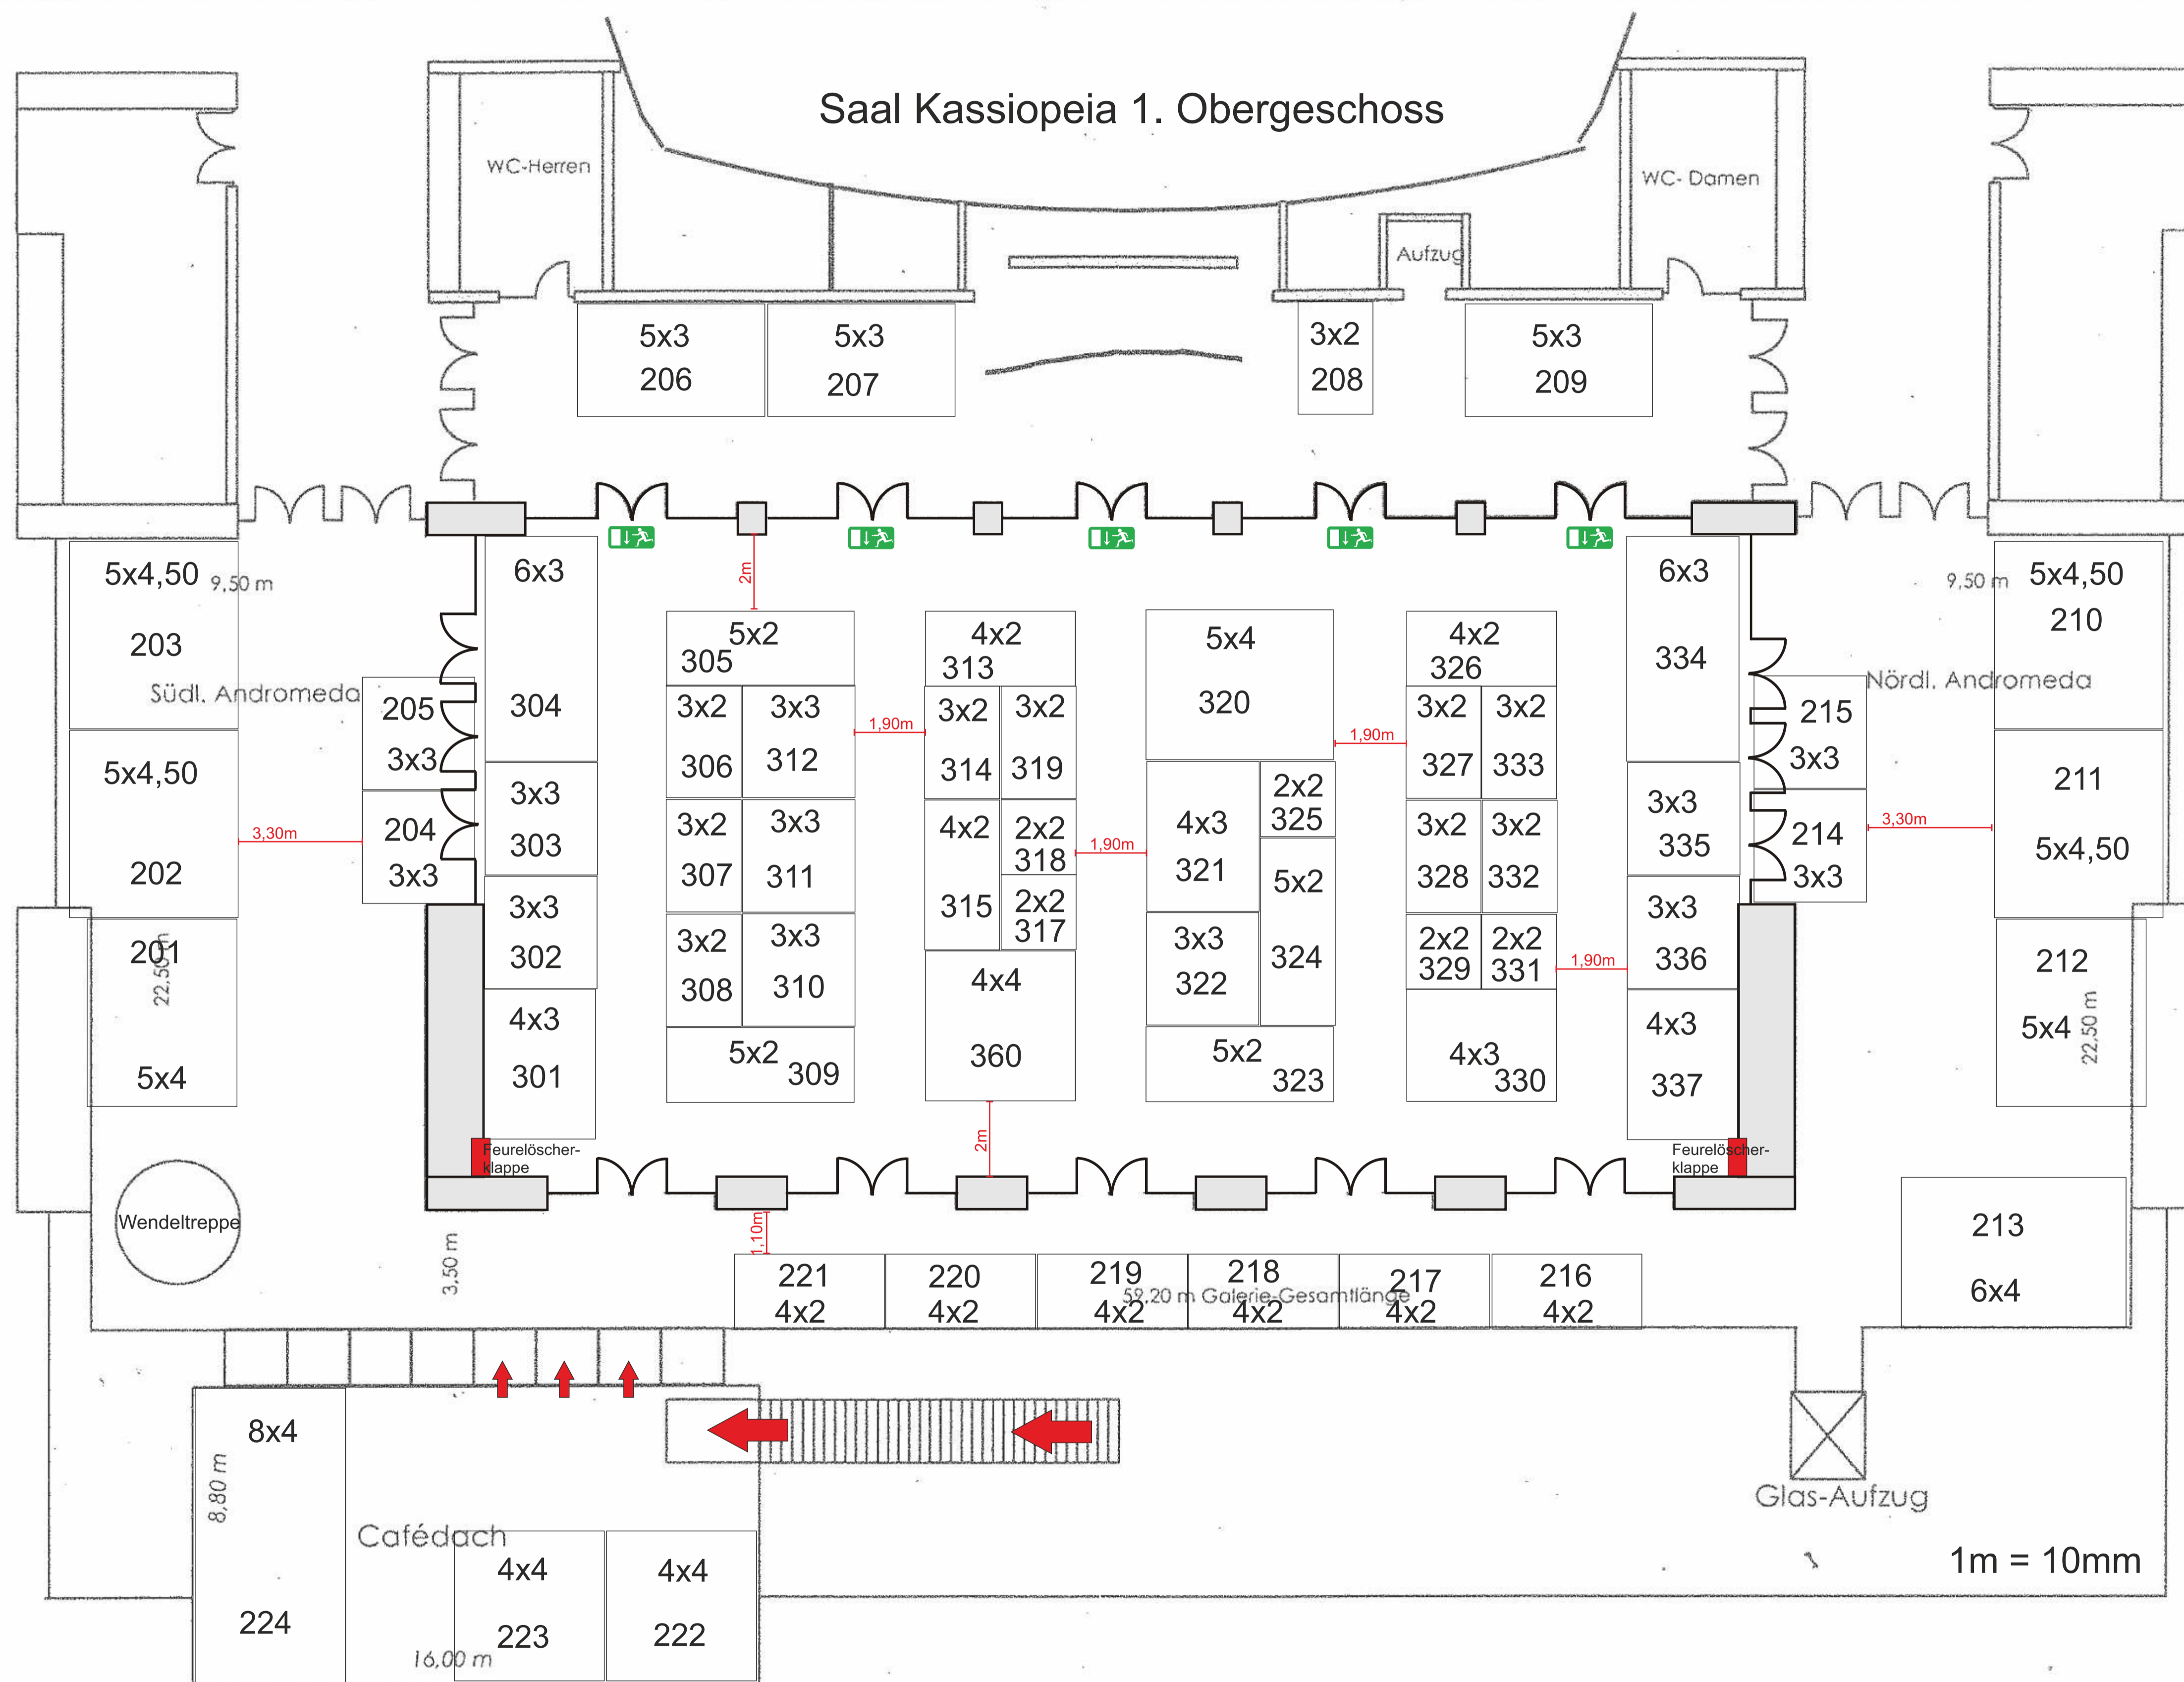 Saal Kassiopeia 1. Obergeschoss
WC-Herren
WC- Damen
Aufzug
5x3
206
5x3
207
3x2
208
5x3
209
5x4,50
203
9,50 m
Südl. Andromeda
5x4,50
202
201
22,50 m
5x4
205
3x3
204
3x3
3,30m
6x3
304
3x3
303
3x3
302
4x3
301
Feurelöscher-
klappe
2m
5x2
305
3x2
306
3x3
312
3x2
307
3x3
311
3x2
308
3x3
310
5x2
309
1,90m
4x2
313
3x2
314
3x2
319
4x2
315
2x2
318
2x2
317
4x4
360
2m
1,90m
5x4
320
4x3
321
2x2
325
3x3
322
5x2
324
5x2
323
1,90m
4x2
326
3x2
327
3x2
333
3x2
328
3x2
332
2x2
329
2x2
331
4x3
330
1,90m
6x3
334
3x3
335
3x3
336
4x3
337
Feurelöscher-
klappe
215
3x3
214
3x3
3,30m
9,50 m
5x4,50
210
Nördl. Andromeda
211
5x4,50
212
5x4
22,50 m
213
6x4
Wendeltreppe
3,50 m
1,10m
221
4x2
220
4x2
219
4x2
218
4x2
217
4x2
216
4x2
59,20 m Galerie-Gesamtlänge
8x4
8,80 m
224
Cafédach
4x4
223
4x4
222
16,00 m
Glas-Aufzug
1m = 10mm